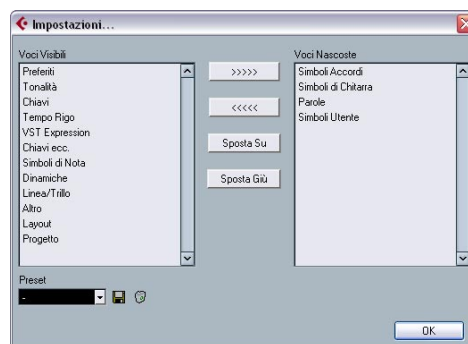 Impostazioni...
Voci Visibili
Preferiti
Tonalità
Chiavi
Tempo Rigo
VST Expression
Chiavi ecc.
Simboli di Nota
Dinamiche
Linea/Trillo
Altro
Layout
Progetto
>>>>>
<<<<<
Sposta Su
Sposta Giù
Voci Nascoste
Simboli Accordi
Simboli di Chitarra
Parole
Simboli Utente
Preset
-
OK